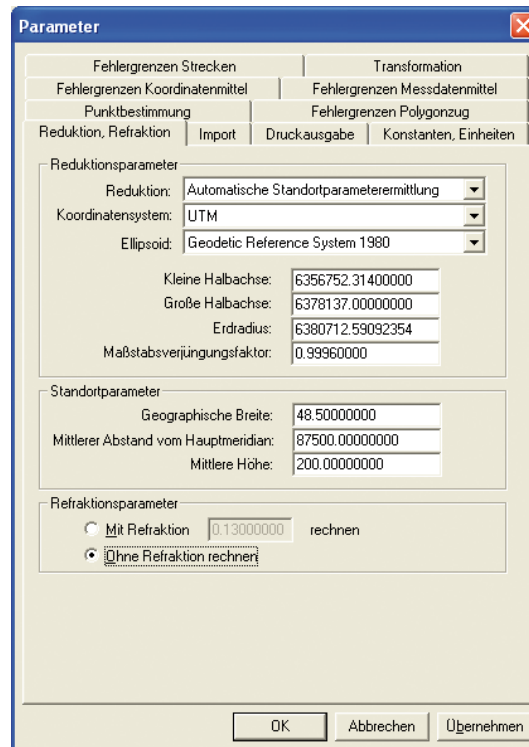 Parameter
Fehlergrenzen Strecken Transformation
Fehlergrenzen Koordinatenmittel Fehlergrenzen Messdatenmittel
Punktbestimmung Fehlergrenzen Polygonzug
Reduktion, Refraktion Import Druckausgabe Konstanten, Einheiten
Reduktionsparameter
Reduktion: Automatische Standortparameterermittlung
Koordinatensystem: UTM
Ellipsoid: Geodetic Reference System 1980
Kleine Halbachse: 6356752.31400000
Große Halbachse: 6378137.00000000
Erdradius: 6380712.59092354
Maßstabsverjüngungsfaktor: 0.99960000
Standortparameter
Geographische Breite: 48.50000000
Mittlerer Abstand vom Hauptmeridian: 87500.00000000
Mittlere Höhe: 200.00000000
Refraktionsparameter
Mit Refraktion 0.13000000 rechnen
Ohne Refraktion rechnen
OK Abbrechen Übernehmen